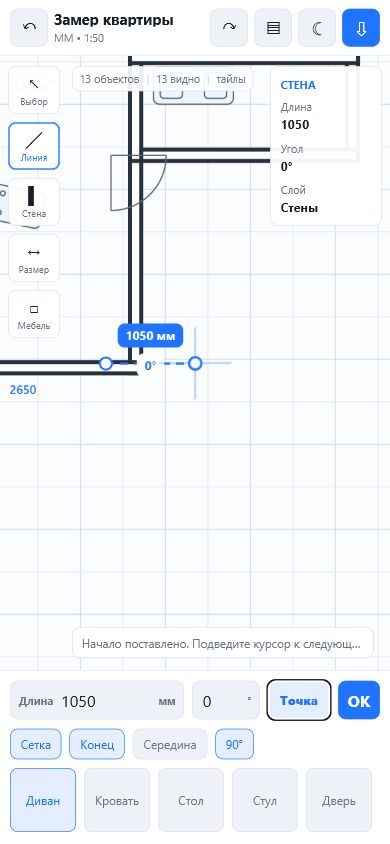 Замер квартиры
ММ • 1:50
13 объектов
13 видно
тайлы
Выбор
Линия
Стена
Размер
Мебель
СТЕНА
Длина
1050
Угол
0°
Слой
Стены
1050 мм
0°
2650
Начало поставлено. Подведите курсор к следующ...
Длина 1050 мм
0 °
Точка
OK
Сетка
Конец
Середина
90°
Диван
Кровать
Стол
Стул
Дверь